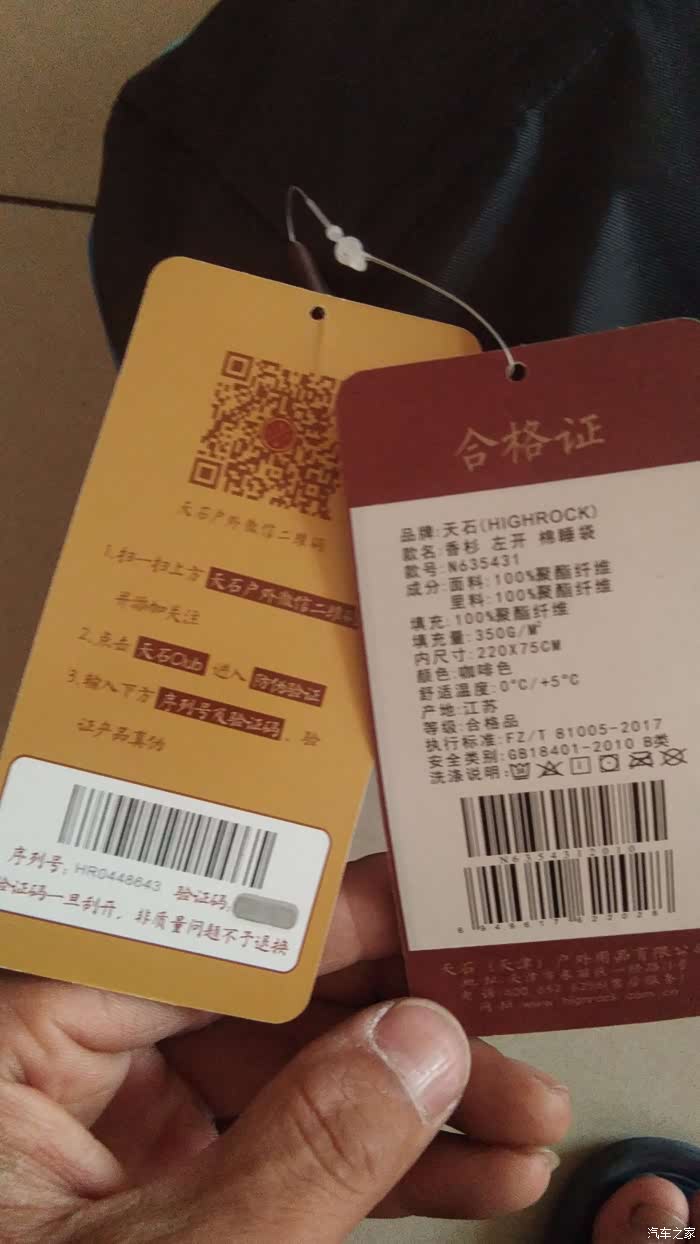 天石户外微信二维码
1.扫一扫上方 天石户外微信二维码
并添加关注
2.点击 天石Club 进入 防伪验证
3.输入下方 序列号及验证码、验
证产品真伪
序列号: HR0448643 验证码:
验证码一旦刮开，非质量问题不予退换
合格证
品牌:天石(HIGHROCK)
款名:香杉 左开 棉睡袋
款号:N635431
成分:面料:100%聚酯纤维
里料:100%聚酯纤维
填充:100%聚酯纤维
填充量:350G/M²
内尺寸:220X75CM
颜色:咖啡色
舒适温度:0°C/+5°C
产地:江苏
等级:合格品
执行标准:FZ/T 81005-2017
安全类别:GB18401-2010 B类
洗涤说明:
N6354312010
天石（天津）户外用品有限公司
网址:www.highrock.com.cn
汽车之家